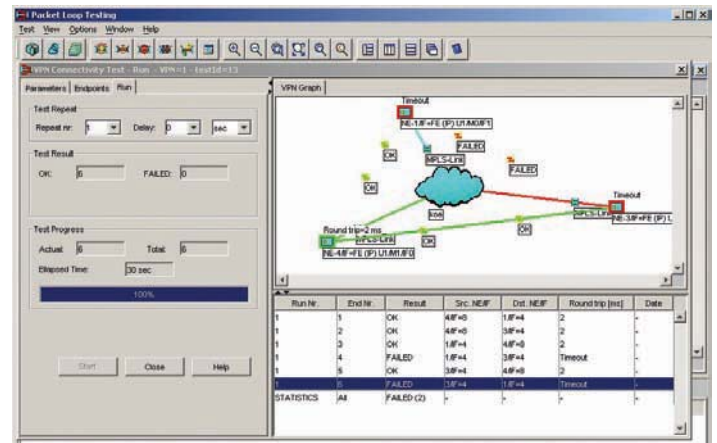 Packet Loop Testing
Test View Options Window Help
VPN Connectivity Test - Run - VPN=1 - testId=13
Parameters Endpoints Run
Test Repeat
Repeat nr: 1 Delay: 0 sec
Test Result
OK: 6 FAILED: 0
Test Progress
Actual: 6 Total: 6
Ellapsed Time: 30 sec
100%
Start Close Help
VPN Graph
Timeout
NE-1/IF=FE (IP) U1/M0/IF1
OK
FAILED
MPLS-Link
FAILED
OK
Timeout
MPLS-Link
NE-3/IF=FE (IP)
OK
Round trip=2 ms
MPLS-Link
OK
NE-4/IF=FE (IP) U1/M1/IF0
Run Nr. End Nr. Result Src. NE/IF Dst. NE/IF Round trip [ms] Date
1 1 OK 4/IF=8 1/IF=4 2 -
1 2 OK 4/IF=8 3/IF=4 2 -
1 3 OK 1/IF=4 4/IF=8 2 -
1 4 FAILED 1/IF=4 3/IF=4 Timeout -
1 5 OK 3/IF=4 4/IF=8 2 -
1 6 FAILED 3/IF=4 1/IF=4 Timeout -
STATISTICS All FAILED (2) - - - -